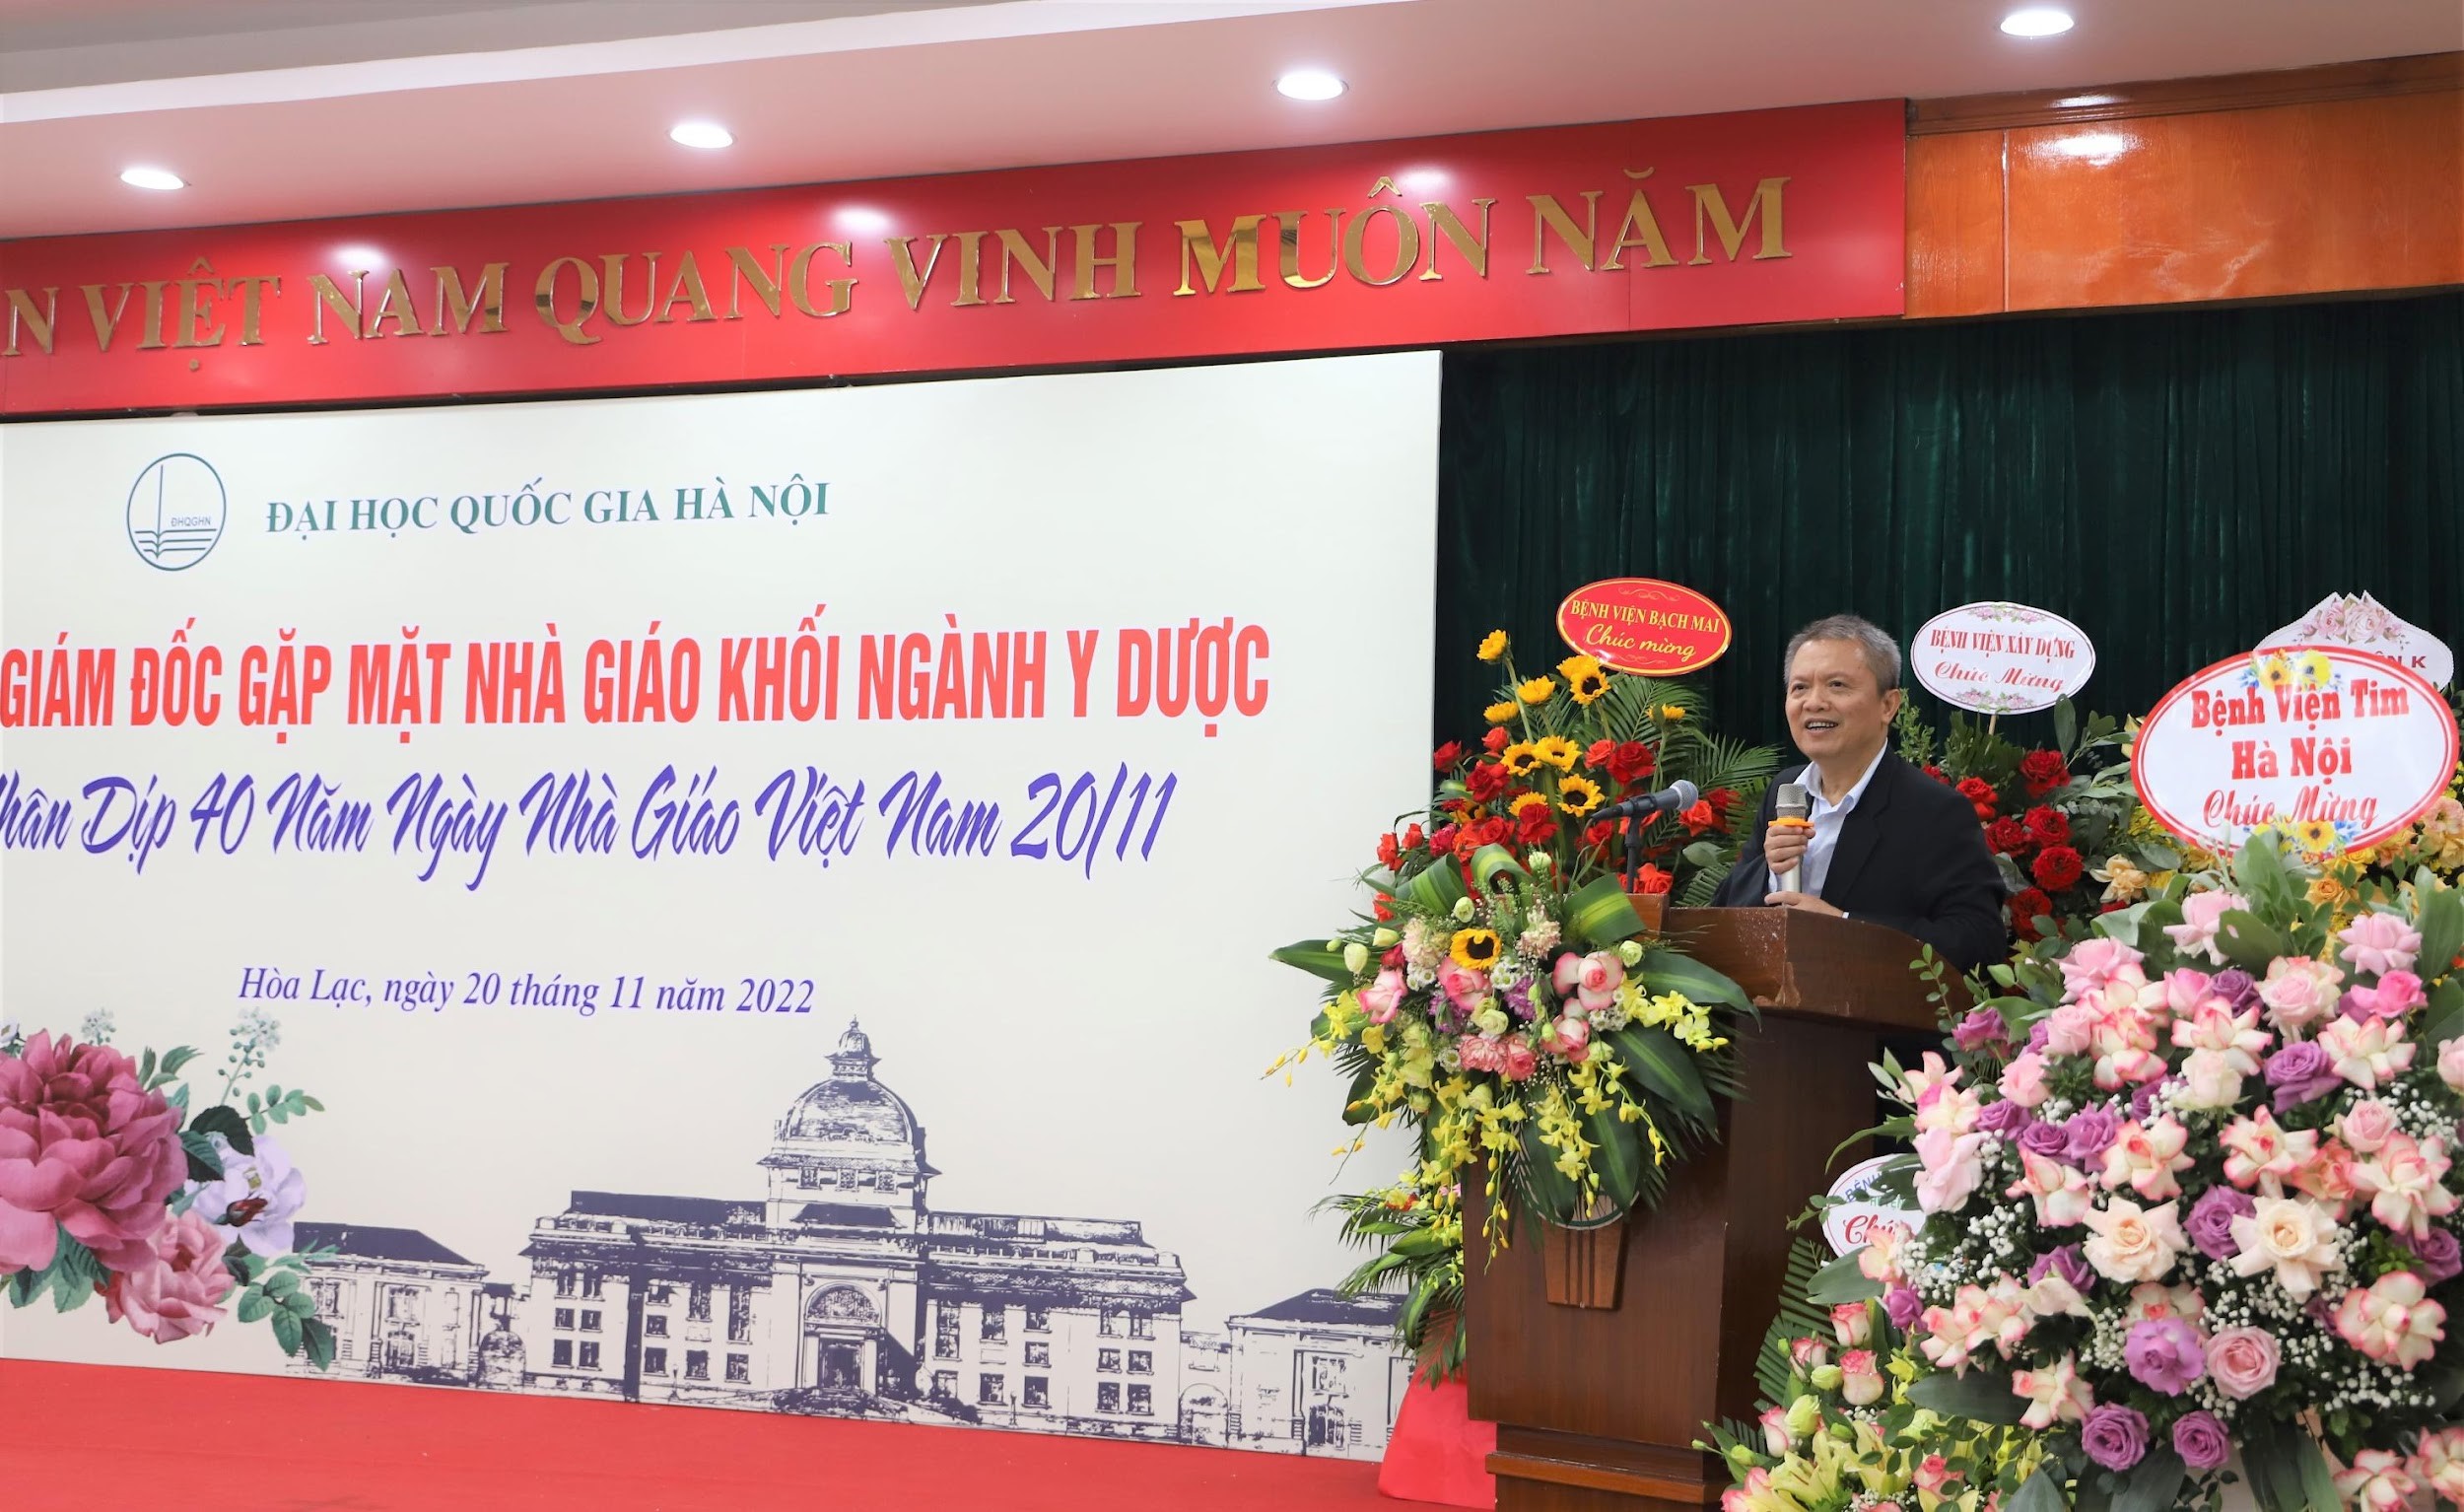 VIỆT NAM QUANG VINH MUÔN NĂM
ĐHQGHN
ĐẠI HỌC QUỐC GIA HÀ NỘI
GIÁM ĐỐC GẶP MẶT NHÀ GIÁO KHỐI NGÀNH Y DƯỢC
Dịp 40 Năm Ngày Nhà Giáo Việt Nam 20/11
Hòa Lạc, ngày 20 tháng 11 năm 2022
BỆNH VIỆN BẠCH MAI
Chúc mừng
BỆNH VIỆN XÂY DỰNG
Chúc Mừng
K
Bệnh Viện Tim
Hà Nội
Chúc Mừng
BỆNH
Chúc